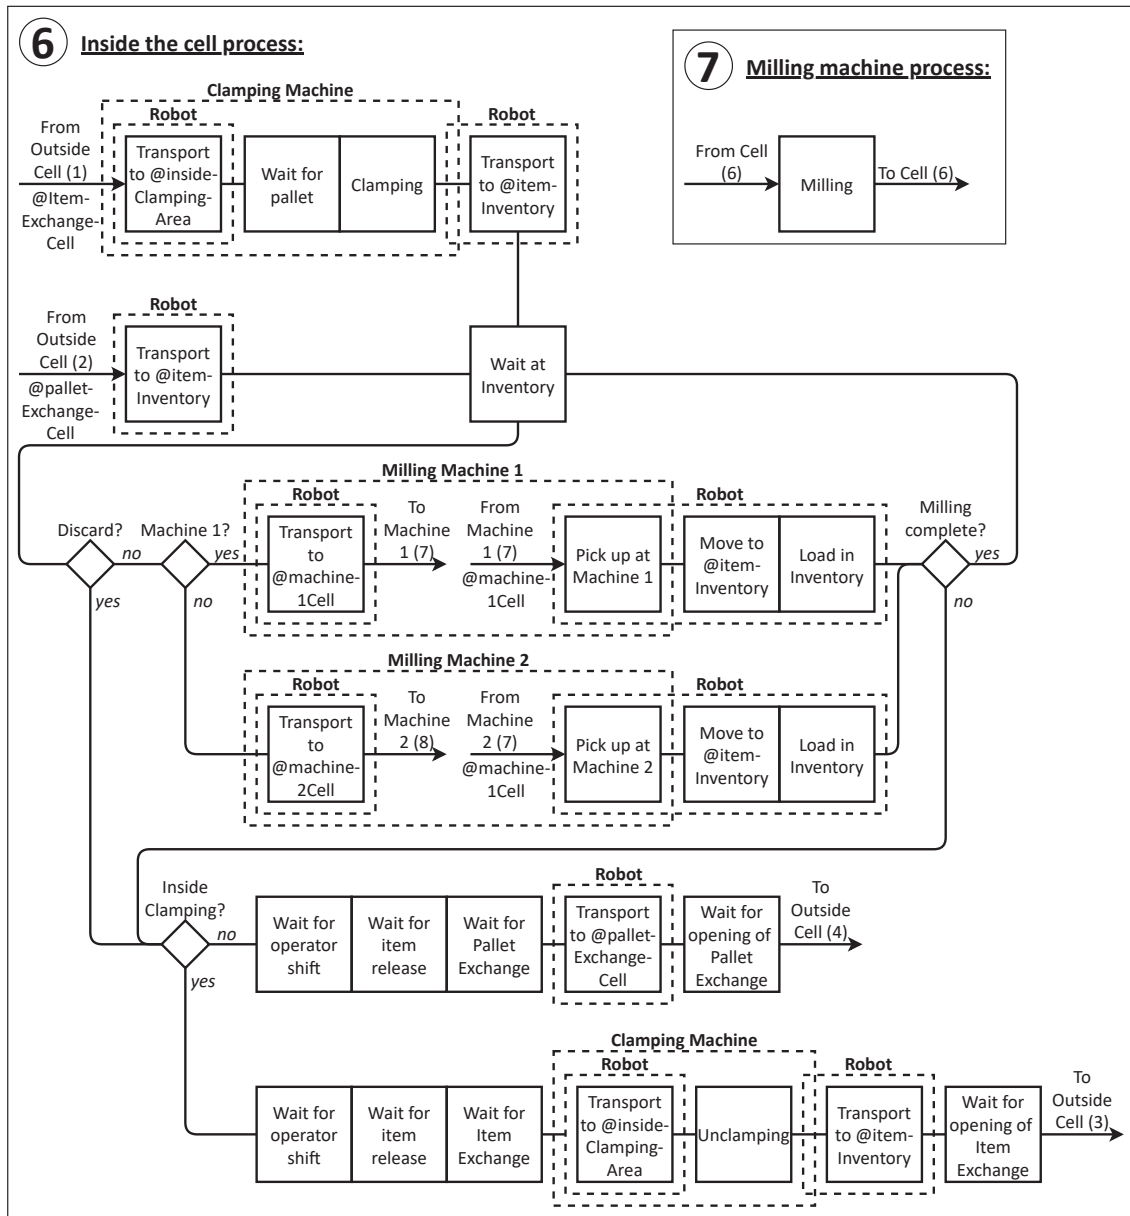 6
Inside the cell process:
7
Milling machine process:
From Cell
(6)
Milling
To Cell (6)
Clamping Machine
Robot
From
Outside
Cell (1)
@Item-
Exchange-
Cell
Transport
to @inside-
Clamping-
Area
Wait for
pallet
Clamping
Robot
Transport
to @item-
Inventory
Robot
From
Outside
Cell (2)
@pallet-
Exchange-
Cell
Transport
to @item-
Inventory
Wait at
Inventory
Discard?
no
yes
Machine 1?
yes
no
Milling Machine 1
Robot
Transport
to
@machine-
1Cell
To
Machine
1 (7)
From
Machine
1 (7)
@machine-
1Cell
Pick up at
Machine 1
Robot
Move to
@item-
Inventory
Load in
Inventory
Milling
complete?
yes
no
Milling Machine 2
Robot
Transport
to
@machine-
2Cell
To
Machine
2 (8)
From
Machine
2 (7)
@machine-
1Cell
Pick up at
Machine 2
Robot
Move to
@item-
Inventory
Load in
Inventory
Inside
Clamping?
no
yes
Wait for
operator
shift
Wait for
item
release
Wait for
Pallet
Exchange
Robot
Transport
to @pallet-
Exchange-
Cell
Wait for
opening of
Pallet
Exchange
To
Outside
Cell (4)
Wait for
operator
shift
Wait for
item
release
Wait for
Item
Exchange
Clamping Machine
Robot
Transport
to @inside-
Clamping-
Area
Unclamping
Robot
Transport
to @item-
Inventory
Wait for
opening of
Item
Exchange
To
Outside
Cell (3)